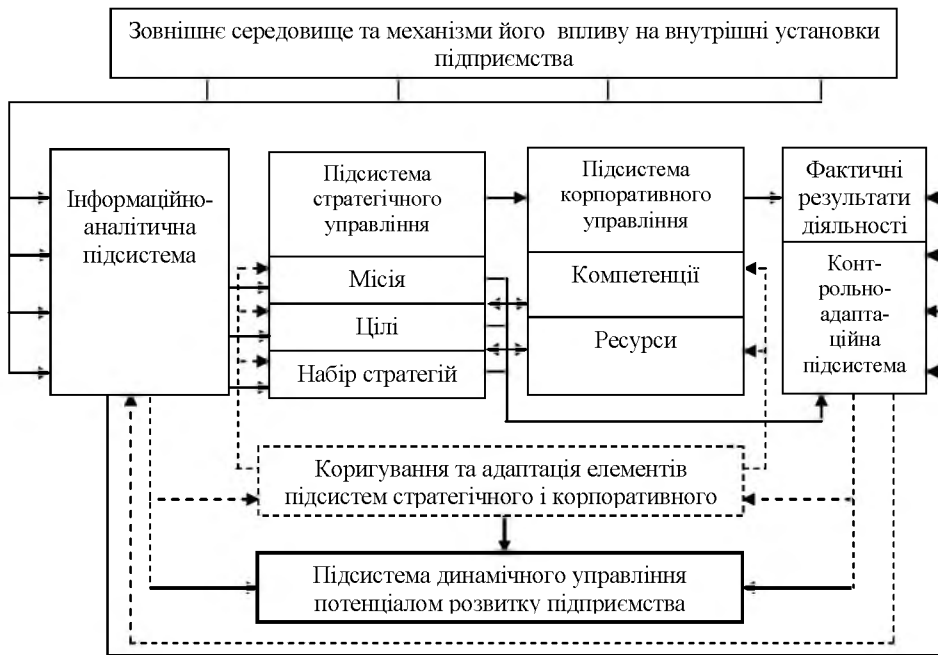 Зовнішнє середовище та механізми його впливу на внутрішні установки
підприємства
Інформаційно-
аналітична
підсистема
Підсистема
стратегічного
управління
Місія
Цілі
Набір стратегій
Підсистема
корпоративного
управління
Компетенції
Ресурси
Фактичні
результати
діяльності
Конт-
рольно-
адапта-
ційна
підсистема
Коригування та адаптація елементів
підсистем стратегічного і корпоративного
Підсистема динамічного управління
потенціалом розвитку підприємства